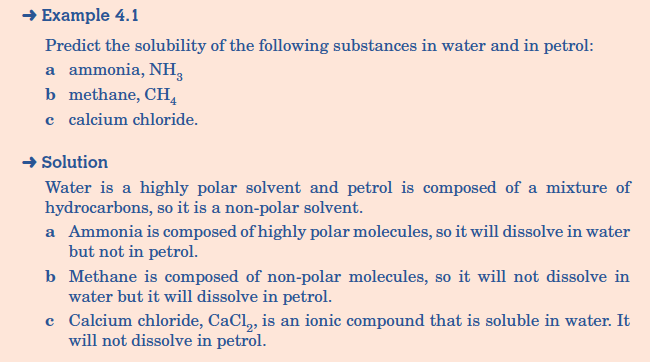 → Example 4.1
Predict the solubility of the following substances in water and in petrol:
a ammonia, NH₃
b methane, CH₄
c calcium chloride.
→ Solution
Water is a highly polar solvent and petrol is composed of a mixture of
hydrocarbons, so it is a non-polar solvent.
a Ammonia is composed of highly polar molecules, so it will dissolve in water
but not in petrol.
b Methane is composed of non-polar molecules, so it will not dissolve in
water but it will dissolve in petrol.
c Calcium chloride, CaCl₂, is an ionic compound that is soluble in water. It
will not dissolve in petrol.